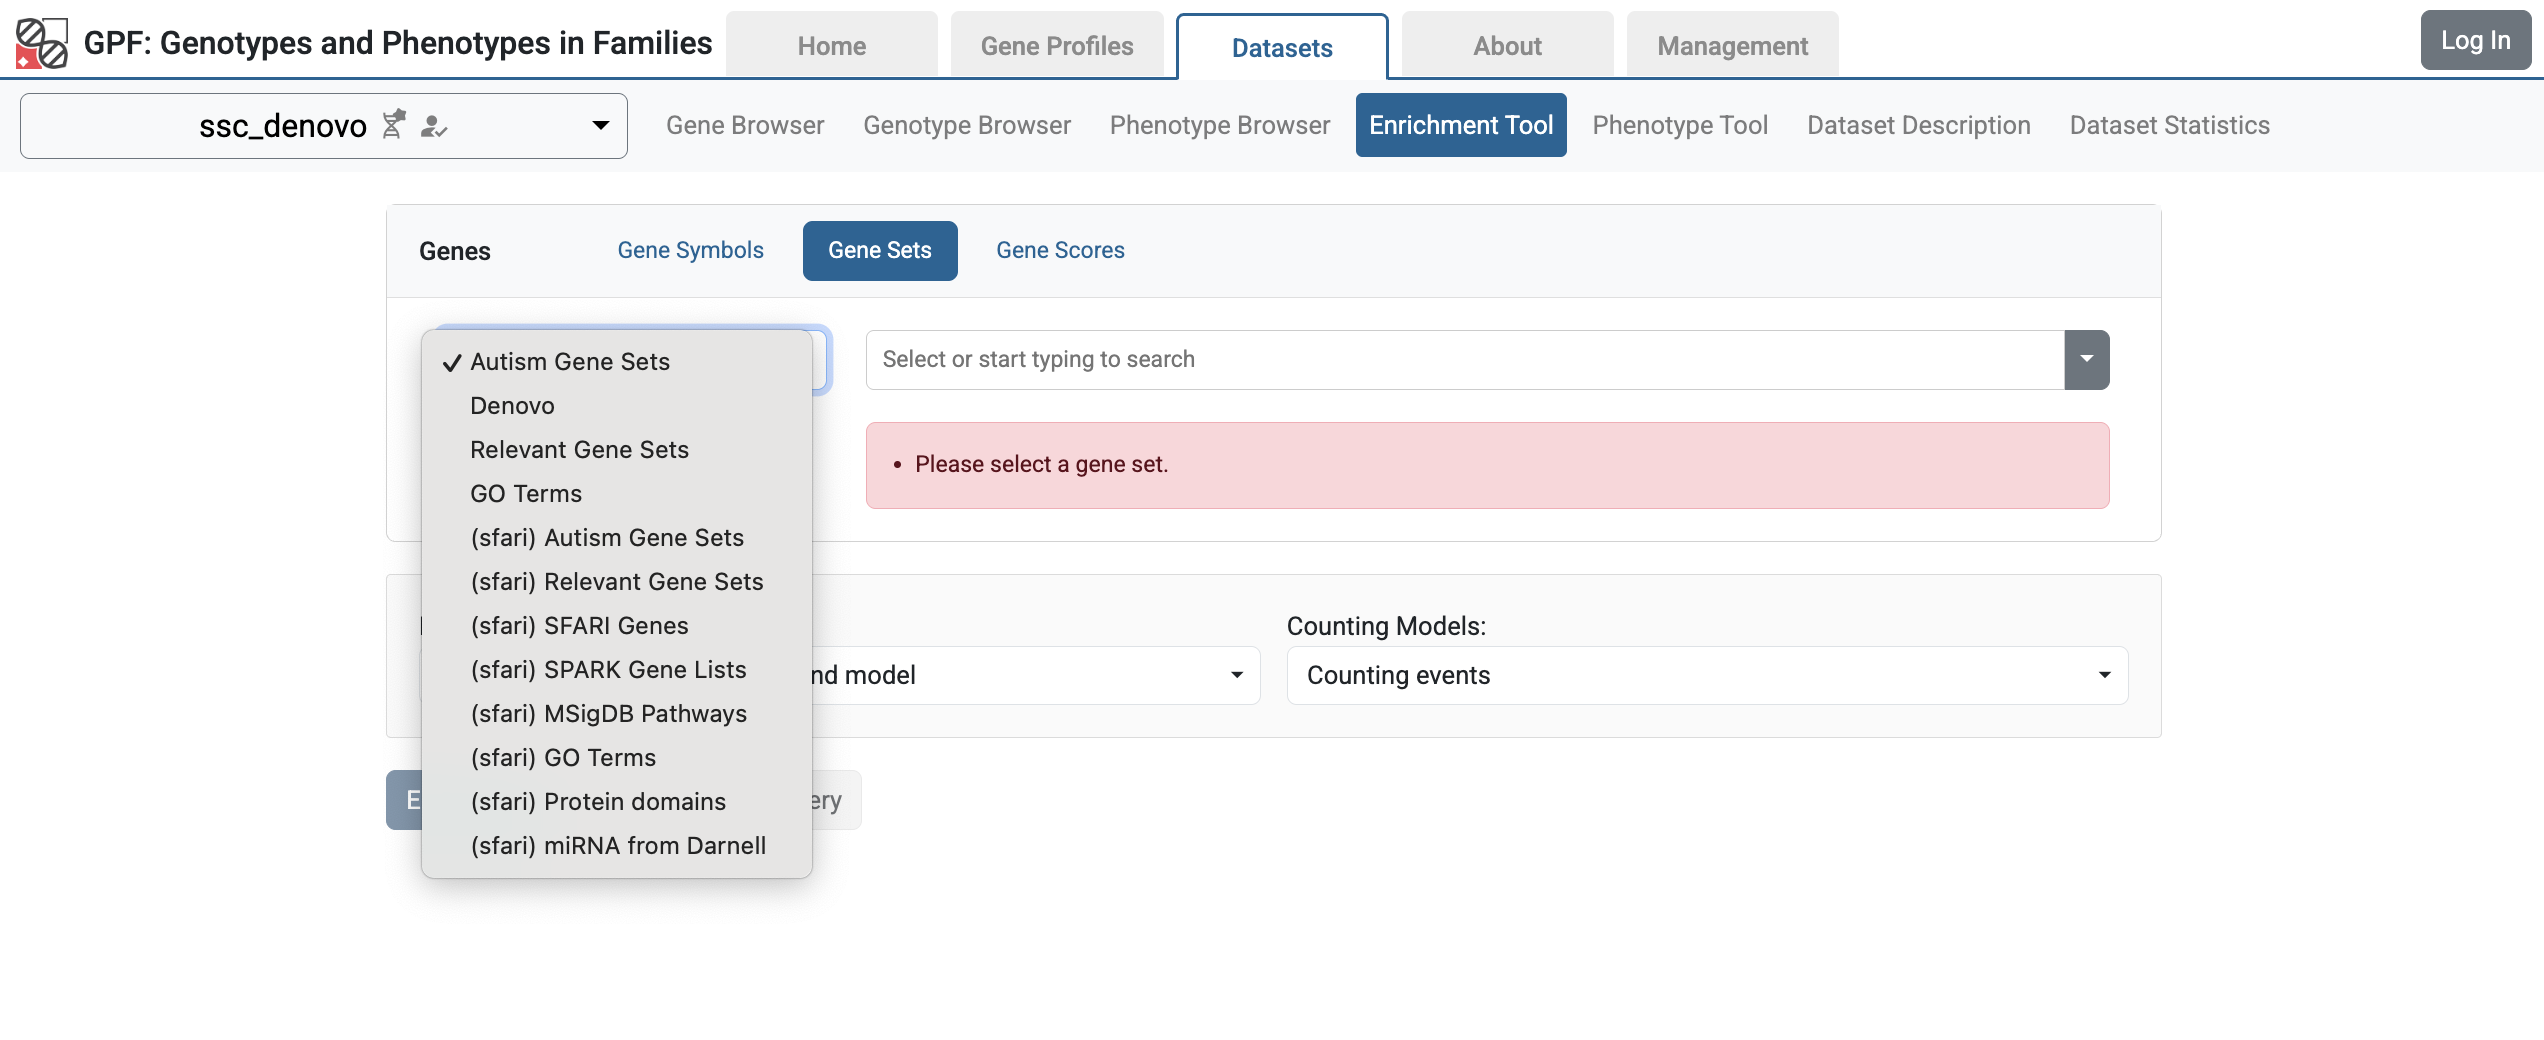 GPF: Genotypes and Phenotypes in Families
Home
Gene Profiles
Datasets
About
Management
Log In
ssc_denovo
Gene Browser
Genotype Browser
Phenotype Browser
Enrichment Tool
Phenotype Tool
Dataset Description
Dataset Statistics
Genes
Gene Symbols
Gene Sets
Gene Scores
Autism Gene Sets
Denovo
Relevant Gene Sets
GO Terms
(sfari) Autism Gene Sets
(sfari) Relevant Gene Sets
(sfari) SFARI Genes
(sfari) SPARK Gene Lists
(sfari) MSigDB Pathways
(sfari) GO Terms
(sfari) Protein domains
(sfari) miRNA from Darnell
Select or start typing to search
• Please select a gene set.
model
Counting Models:
Counting events